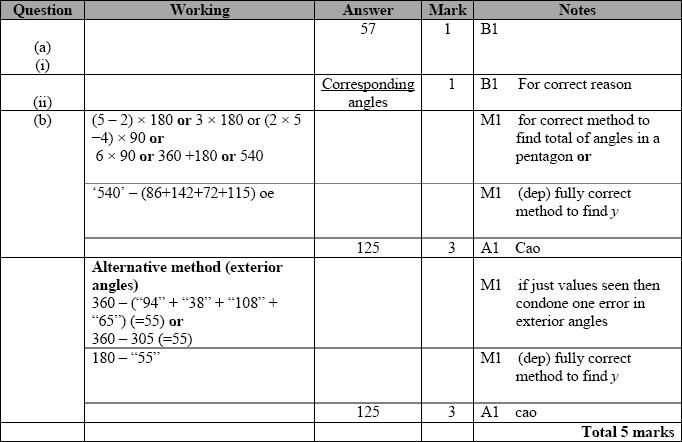 Question Working Answer Mark Notes
(a)
(i)
57 1 B1
(ii)
Corresponding
angles
1 B1 For correct reason
(b)
(5 – 2) × 180 or 3 × 180 or (2 × 5
−4) × 90 or
6 × 90 or 360 +180 or 540
M1 for correct method to
find total of angles in a
pentagon or
‘540’ – (86+142+72+115) oe
M1 (dep) fully correct
method to find y
125 3 A1 Cao
Alternative method (exterior
angles)
360 – (“94” + “38” + “108” +
“65”) (=55) or
360 – 305 (=55)
M1 if just values seen then
condone one error in
exterior angles
180 – “55”
M1 (dep) fully correct
method to find y
125 3 A1 cao
Total 5 marks